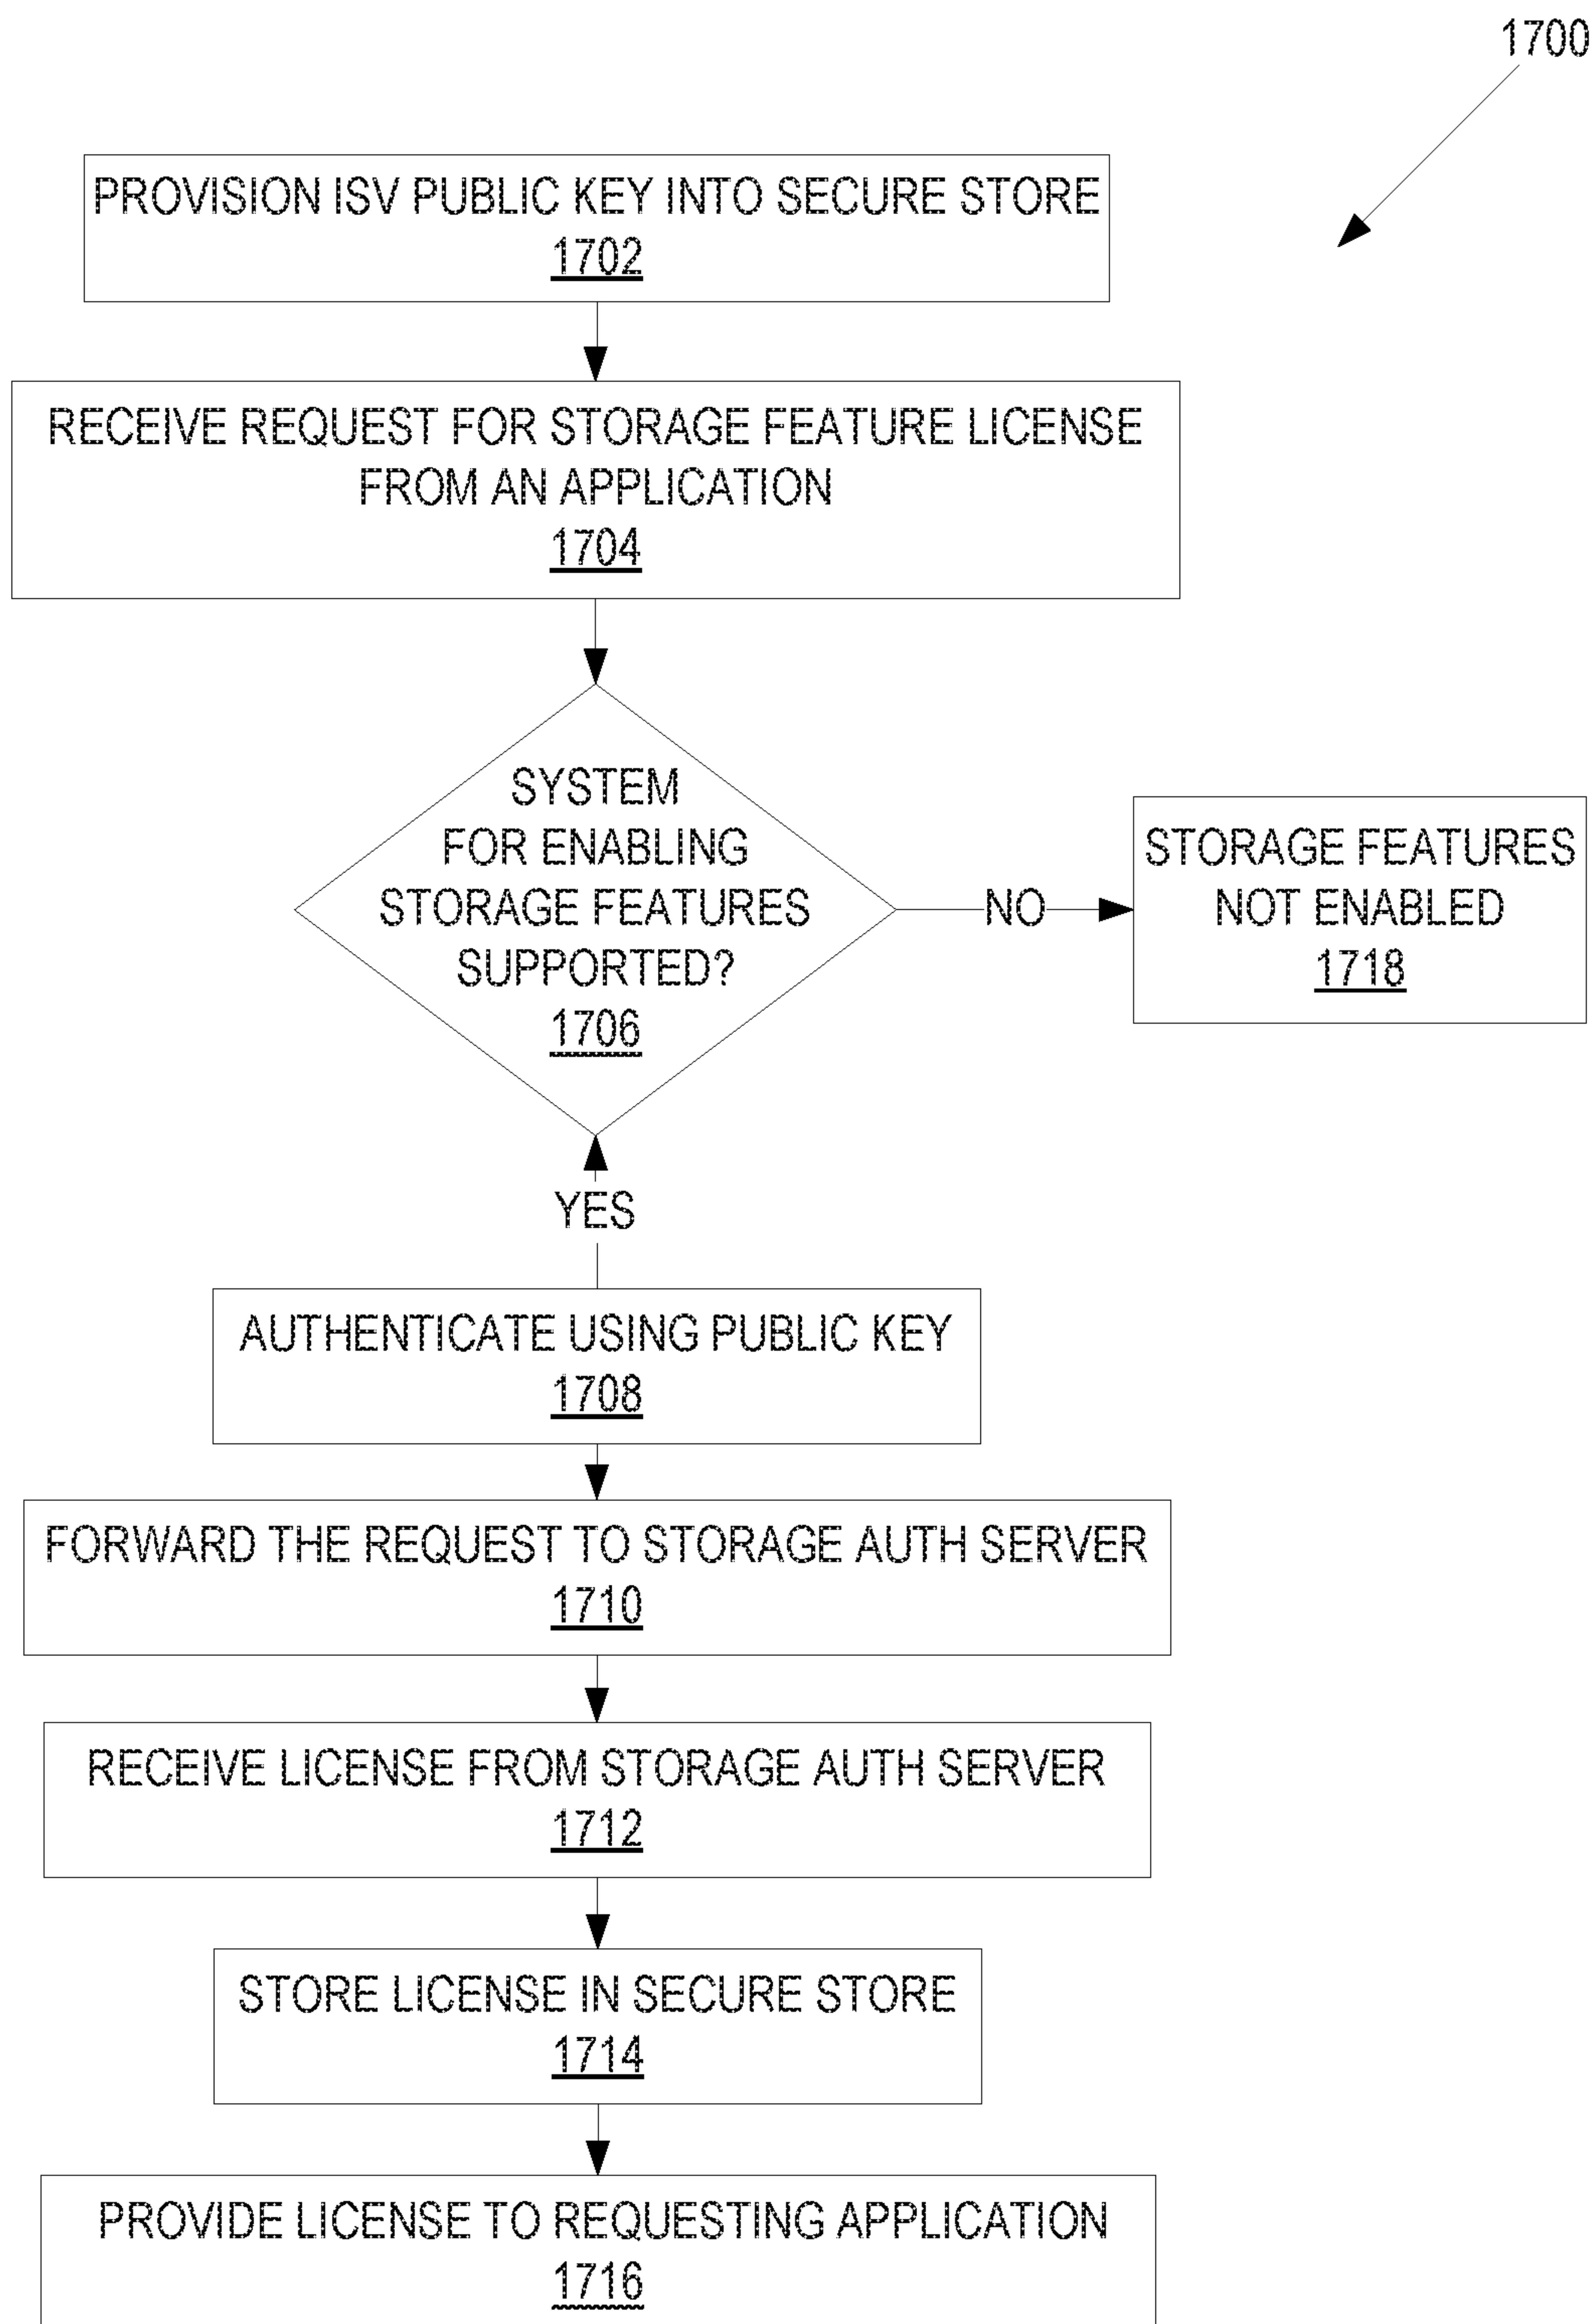 1700
PROVISION ISV PUBLIC KEY INTO SECURE STORE
1702
RECEIVE REQUEST FOR STORAGE FEATURE LICENSE
FROM AN APPLICATION
1704
SYSTEM
FOR ENABLING
STORAGE FEATURES
SUPPORTED?
1706
NO
STORAGE FEATURES
NOT ENABLED
1718
YES
AUTHENTICATE USING PUBLIC KEY
1708
FORWARD THE REQUEST TO STORAGE AUTH SERVER
1710
RECEIVE LICENSE FROM STORAGE AUTH SERVER
1712
STORE LICENSE IN SECURE STORE
1714
PROVIDE LICENSE TO REQUESTING APPLICATION
1716